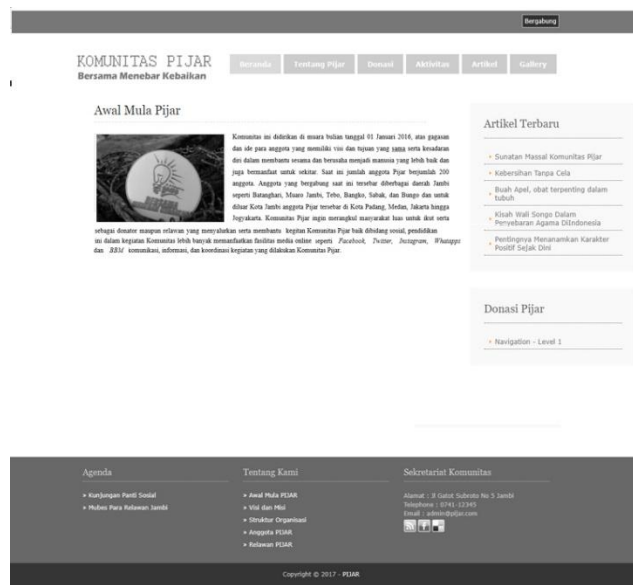 Bergabung
KOMUNITAS PIJAR
Bersama Menebar Kebaikan
Beranda Tentang Pijar Donasi Aktivitas Artikel Gallery
Awal Mula Pijar
Komunitas ini didirikan di muara bulian tanggal 01 Januari 2016, atas gagasan
dan ide para anggota yang memiliki visi dan tujuan yang sama serta kesadaran
diri dalam membantu sesama dan berusaha menjadi manusia yang lebih baik dan
juga bermanfaat untuk sekitar. Saat ini jumlah anggota Pijar berjumlah 200
anggota. Anggota yang bergabung saat ini tersebar diberbagai daerah Jambi
seperti Batanghari, Muaro Jambi, Tebo, Bangko, Sabak, dan Bungo dan untuk
diluar Kota Jambi anggota Pijar tersebar di Kota Padang, Medan, Jakarta hingga
Jogyakarta. Komunitas Pijar ingin merangkul masyarakat luas untuk ikut serta
sebagai donatur maupun relawan yang menyalurkan serta membantu kegitan Komunitas Pijar baik dibidang sosial, pendidikan
ini dalam kegiatan Komunitas lebih banyak memanfaatkan fasilitas media online seperti Facebook, Twitter, Instagram, Whatapps
dan BBM komunikasi, informasi, dan koordinasi kegiatan yang dilakukan Komunitas Pijar.
Artikel Terbaru
Sunatan Massal Komunitas Pijar
Kebersihan Tanpa Cela
Buah Apel, obat terpenting dalam
tubuh
Kisah Wali Songo Dalam
Penyebaran Agama DiIndonesia
Pentingnya Menanamkan Karakter
Positif Sejak Dini
Donasi Pijar
Navigation - Level 1
Agenda
» Kunjungan Panti Sosial
» Mubes Para Relawan Jambi
Tentang Kami
» Awal Mula PIJAR
» Visi dan Misi
» Struktur Organisasi
» Anggota PIJAR
» Relawan PIJAR
Sekretariat Komunitas
Alamat : Jl Gatot Subroto No 5 Jambi
Telephone : 0741-12345
Email : admin@pijar.com
Copyright © 2017 - PIJAR